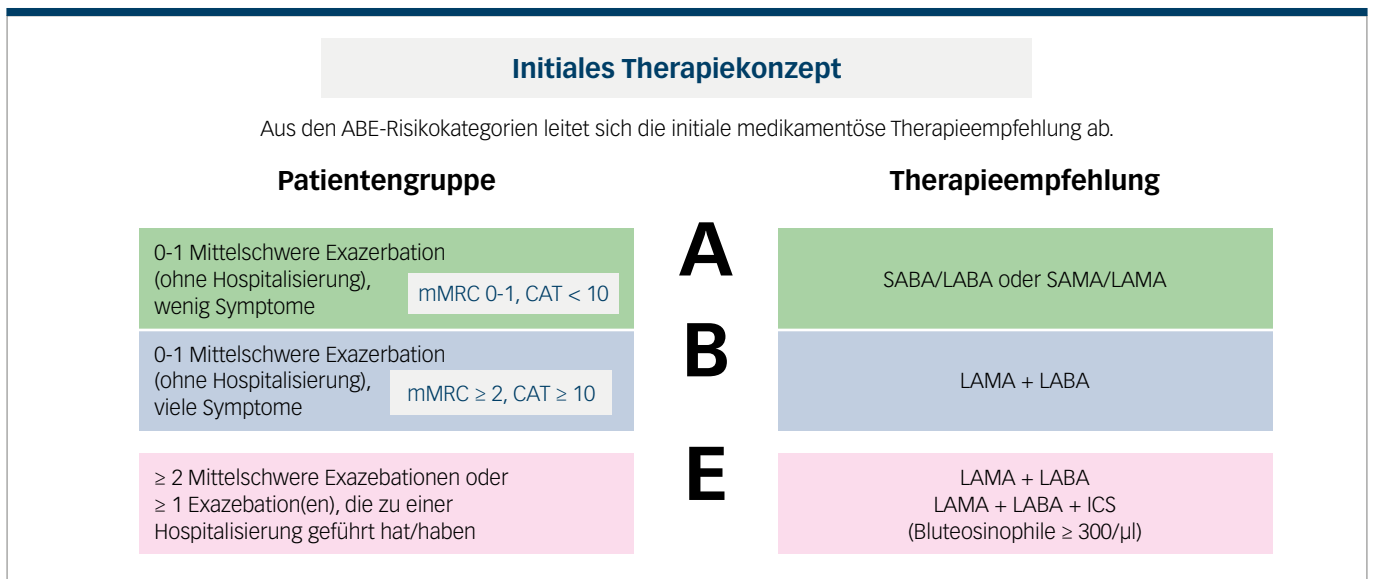 Initiales Therapiekonzept
Aus den ABE-Risikokategorien leitet sich die initiale medikamentöse Therapieempfehlung ab.
Patientengruppe
Therapieempfehlung
0-1 Mittelschwere Exazerbation
(ohne Hospitalisierung),
wenig Symptome
mMRC 0-1, CAT < 10
A
SABA/LABA oder SAMA/LAMA
0-1 Mittelschwere Exazerbation
(ohne Hospitalisierung),
viele Symptome
mMRC ≥ 2, CAT ≥ 10
B
LAMA + LABA
≥ 2 Mittelschwere Exazebationen oder
≥ 1 Exazebation(en), die zu einer
Hospitalisierung geführt hat/haben
E
LAMA + LABA
LAMA + LABA + ICS
(Bluteosinophile ≥ 300/µl)